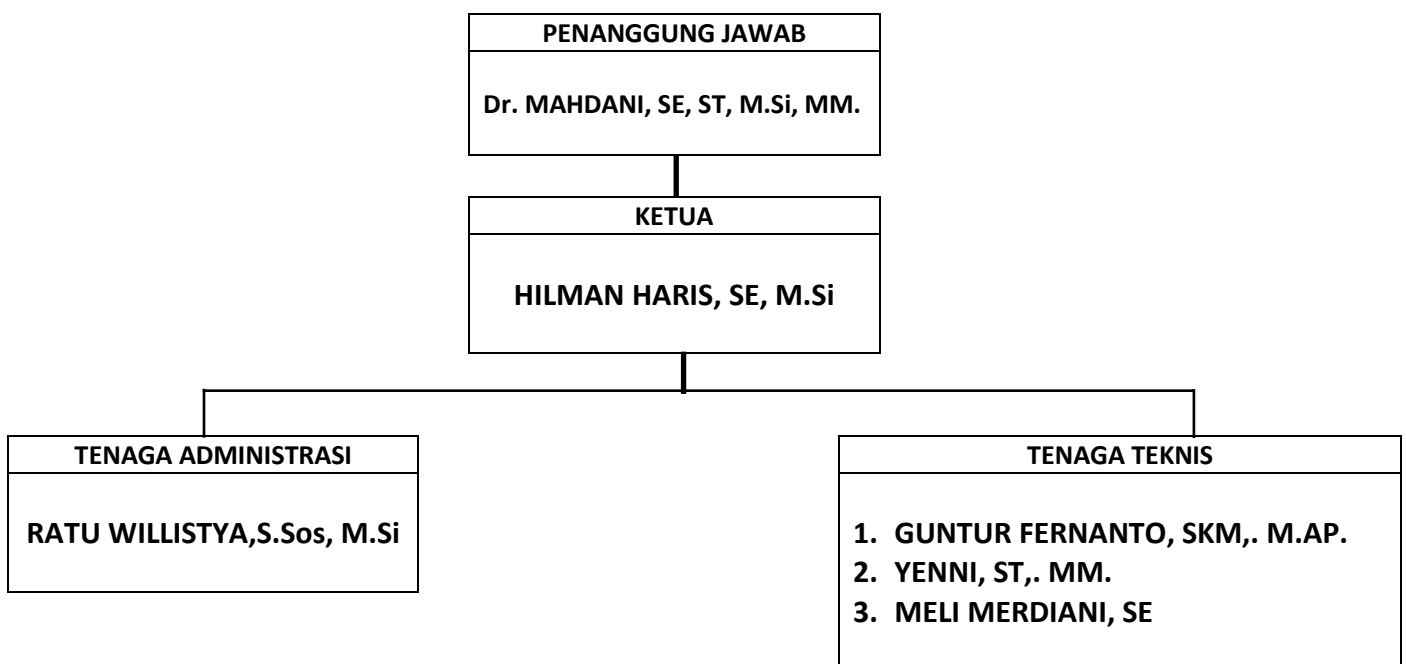 PENANGGUNG JAWAB
Dr. MAHDANI, SE, ST, M.Si, MM.
KETUA
HILMAN HARIS, SE, M.Si
TENAGA ADMINISTRASI
RATU WILLISTYA,S.Sos, M.Si
TENAGA TEKNIS
1. GUNTUR FERNANTO, SKM,. M.AP.
2. YENNI, ST,. MM.
3. MELI MERDIANI, SE